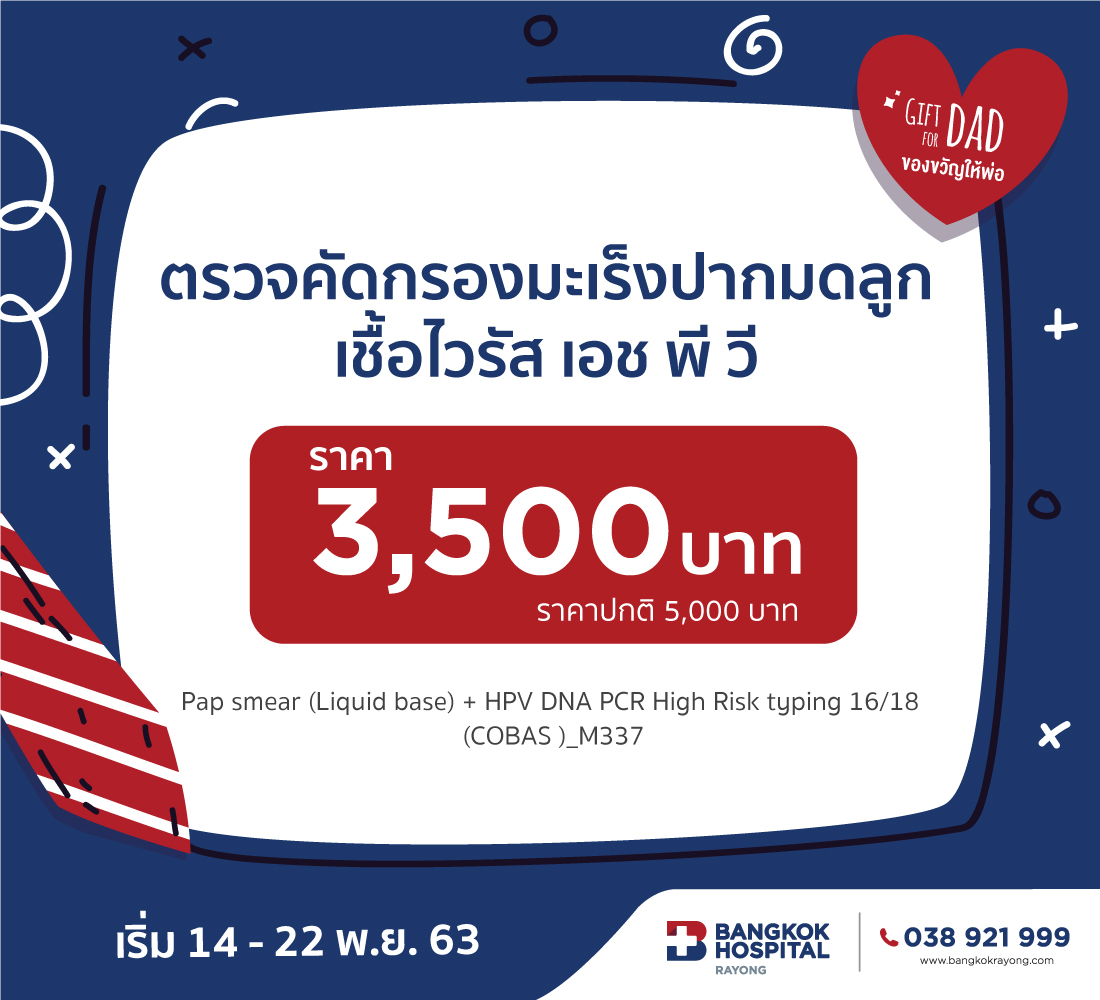 GIFT
FOR DAD
ของขวัญให้พ่อ
ตรวจคัดกรองมะเร็งปากมดลูก
เชื้อไวรัส เอช พี วี
ราคา
3,500 บาท
ราคาปกติ 5,000 บาท
Pap smear (Liquid base) + HPV DNA PCR High Risk typing 16/18
(COBAS )_M337
เริ่ม 14 - 22 พ.ย. 63
BANGKOK
HOSPITAL
RAYONG
038 921 999
www.bangkokrayong.com